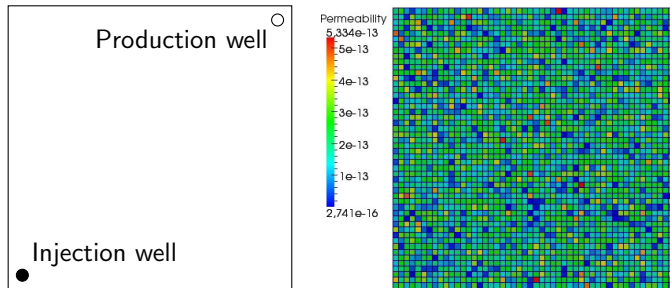 Production well
Injection well
Permeability
5,334e-13
5e-13
4e-13
3e-13
2e-13
1e-13
2,741e-16